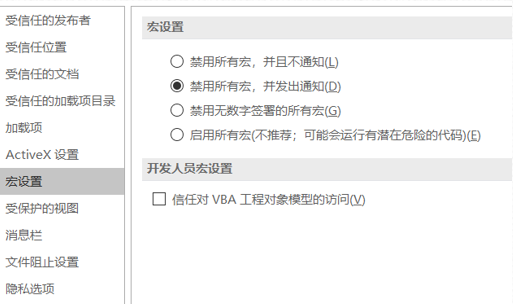 受信任的发布者
受信任位置
受信任的文档
受信任的加载项目录
加载项
ActiveX 设置
宏设置
受保护的视图
消息栏
文件阻止设置
隐私选项
宏设置
禁用所有宏，并且不通知(L)
禁用所有宏，并发出通知(D)
禁用无数字签署的所有宏(G)
启用所有宏(不推荐；可能会运行有潜在危险的代码)(E)
开发人员宏设置
信任对 VBA 工程对象模型的访问(V)